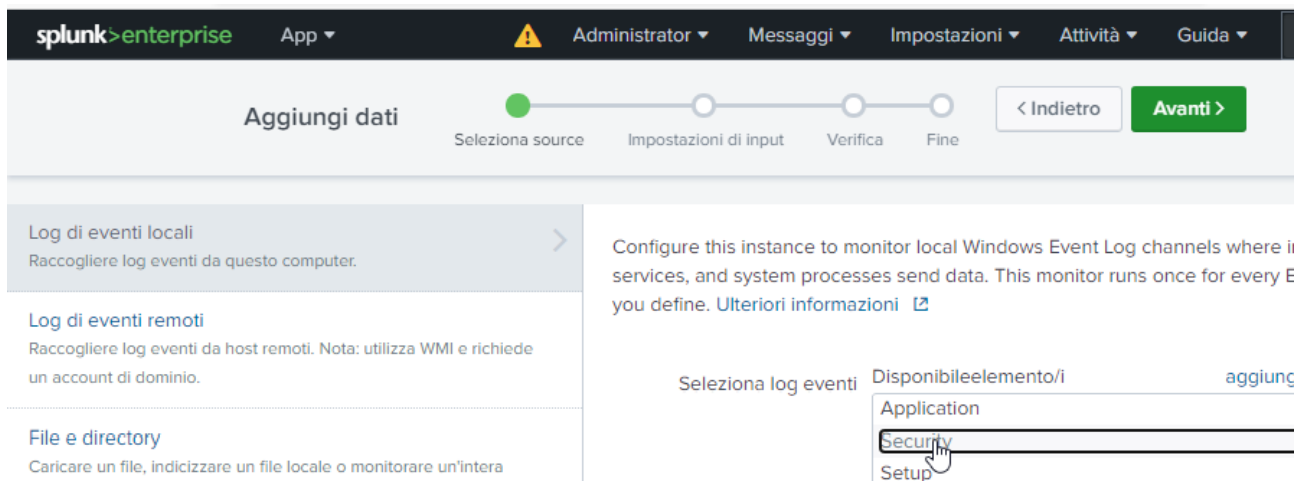 splunk>enterprise App Administrator Messaggi Impostazioni Attività Guida
Aggiungi dati
Seleziona source Impostazioni di input Verifica Fine
< Indietro Avanti >
Log di eventi locali
Raccogliere log eventi da questo computer.
Log di eventi remoti
Raccogliere log eventi da host remoti. Nota: utilizza WMI e richiede
un account di dominio.
File e directory
Caricare un file, indicizzare un file locale o monitorare un'intera
Configure this instance to monitor local Windows Event Log channels where
services, and system processes send data. This monitor runs once for every E
you define. Ulteriori informazioni
Seleziona log eventi
Disponibileelemento/i aggiung
Application
Security
Setup